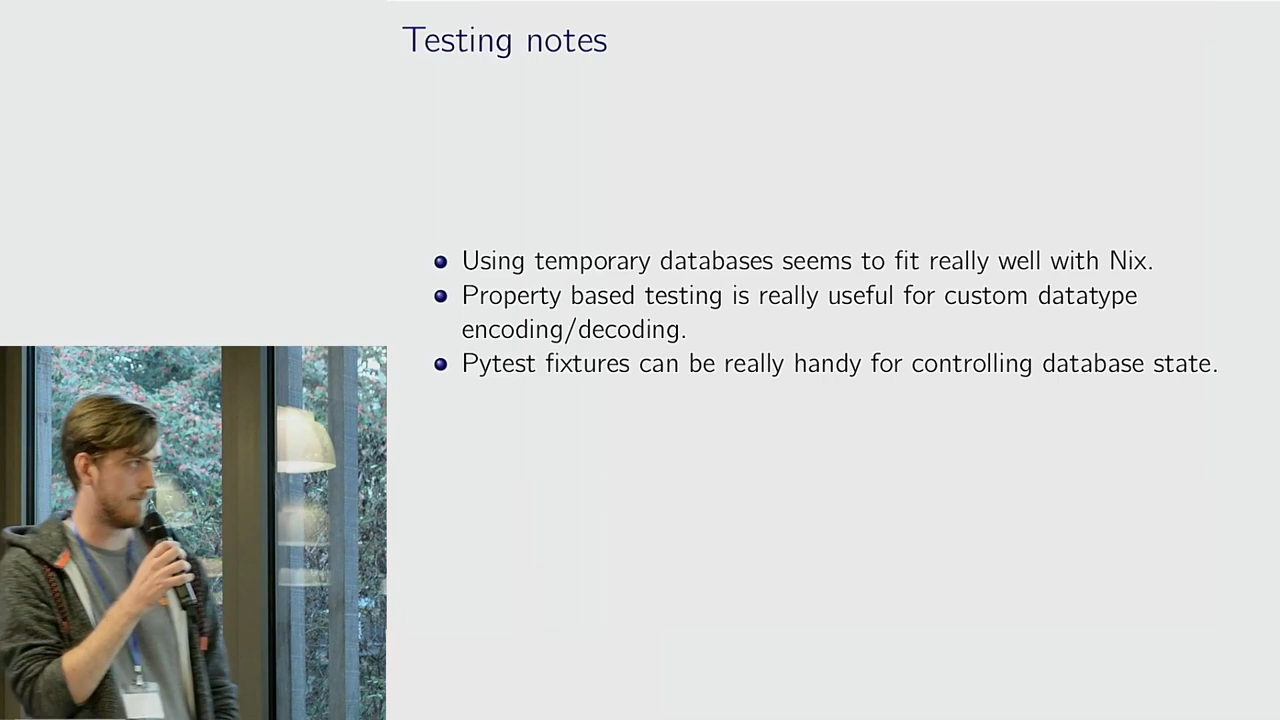 Testing notes
Using temporary databases seems to fit really well with Nix.
Property based testing is really useful for custom datatype
encoding/decoding.
Pytest fixtures can be really handy for controlling database state.